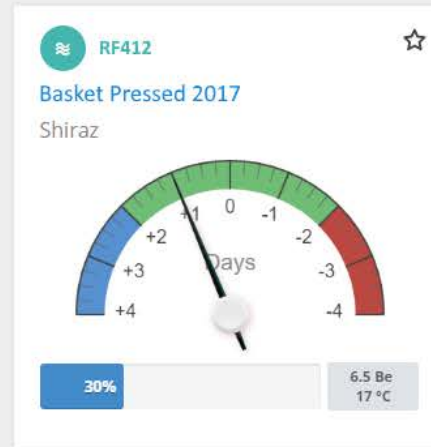 RF412
Basket Pressed 2017
Shiraz
+4
+3
+2
+1
0
-1
-2
-3
-4
Days
30%
6.5 Be
17 °C